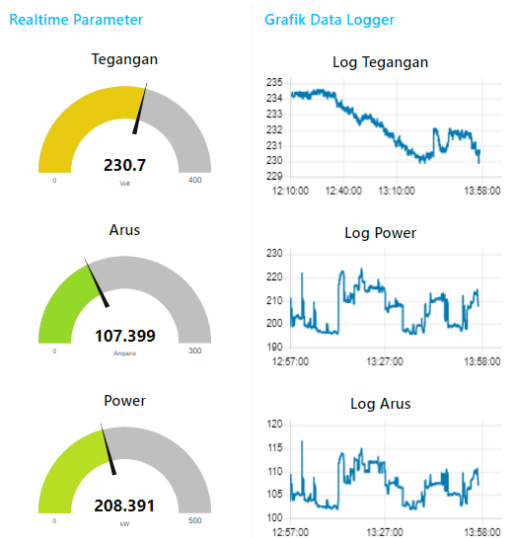 Realtime Parameter
Tegangan
230.7
Volt
0
400
Arus
107.399
Ampere
0
300
Power
208.391
kW
0
500
Grafik Data Logger
Log Tegangan
235
234
233
232
231
230
229
12:10:00 12:40:00 13:10:00 13:58:00
Log Power
230
220
210
200
190
12:57:00 13:27:00 13:58:00
Log Arus
120
115
110
105
100
12:57:00 13:27:00 13:58:00